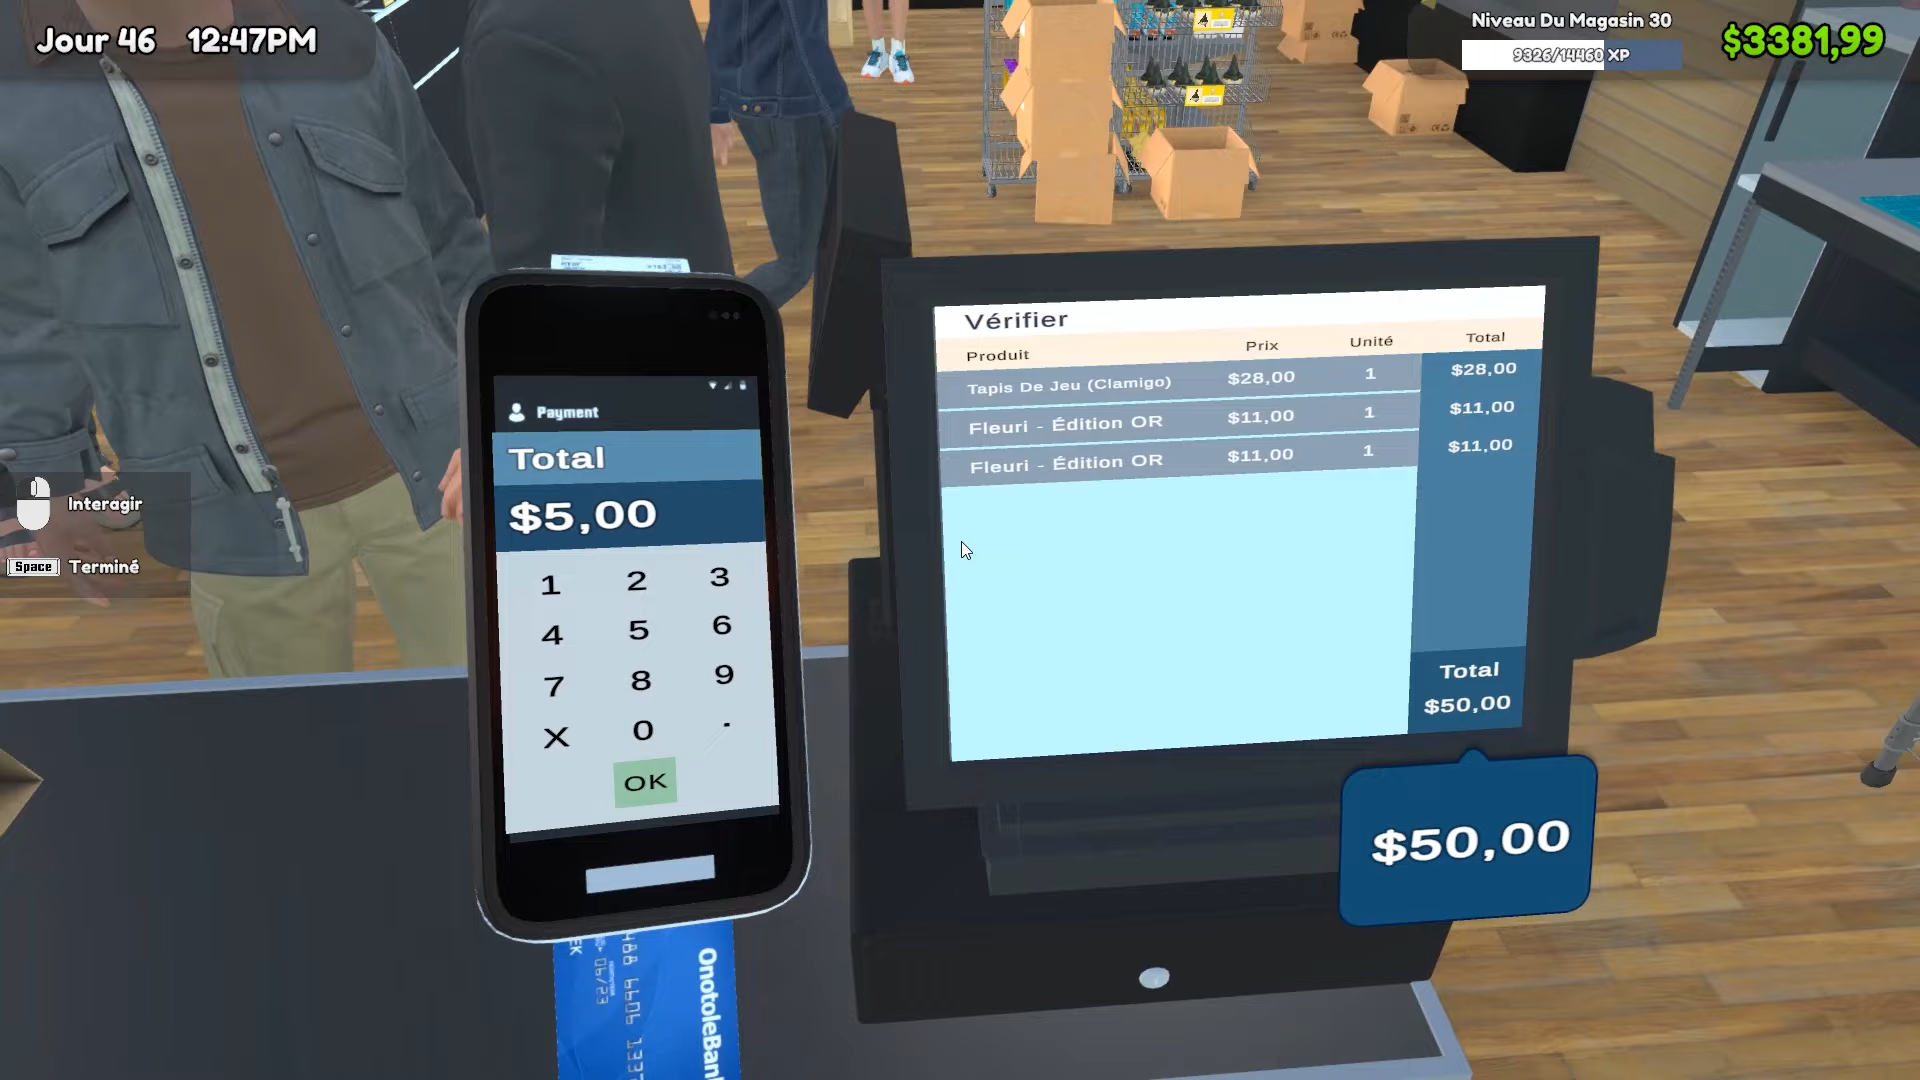 Jour 46 12:47PM
Niveau Du Magasin 30
9326/14460 XP
$3381,99
Interagir
Space Terminé
Payment
Total
$5,00
1 2 3
4 5 6
7 8 9
X 0 .
OK
Vérifier
Produit Prix Unité Total
Tapis De Jeu (Clamigo) $28,00 1 $28,00
Fleuri - Édition OR $11,00 1 $11,00
Fleuri - Édition OR $11,00 1 $11,00
Total
$50,00
$50,00
OnotoleBank